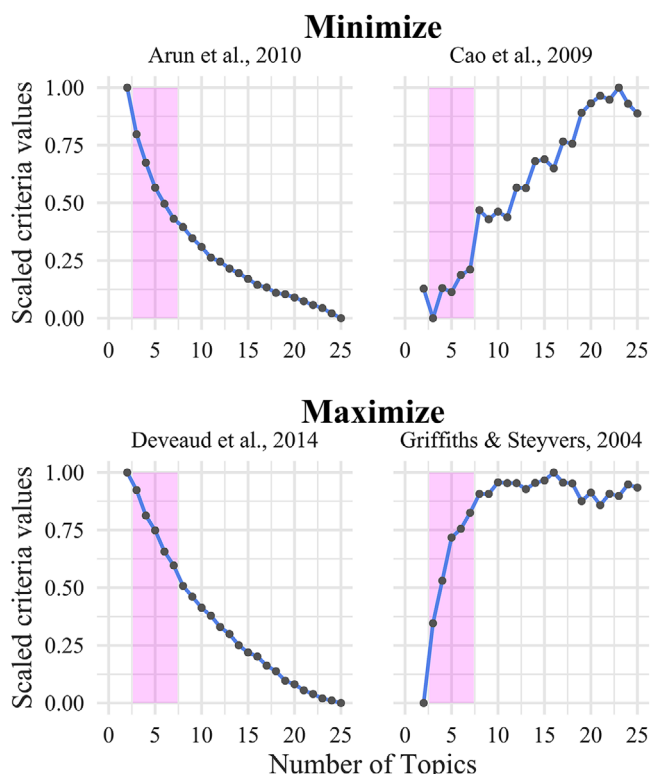 Minimize
Arun et al., 2010
Cao et al., 2009
Scaled criteria values
1.00
0.75
0.50
0.25
0.00
0 5 10 15 20 25
0 5 10 15 20 25
Maximize
Deveaud et al., 2014
Griffiths & Steyvers, 2004
Scaled criteria values
1.00
0.75
0.50
0.25
0.00
0 5 10 15 20 25
0 5 10 15 20 25
Number of Topics